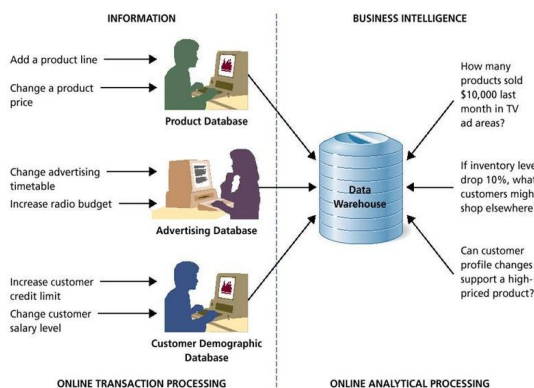 INFORMATION
BUSINESS INTELLIGENCE
Add a product line
Change a product
price
Product Database
Change advertising
timetable
Increase radio budget
Advertising Database
Increase customer
credit limit
Change customer
salary level
Customer Demographic
Database
Data
Warehouse
How many
products sold
$10,000 last
month in TV
ad areas?
If inventory leve
drop 10%, what
customers migh
shop elsewhere
Can customer
profile changes
support a high-
priced product?
ONLINE TRANSACTION PROCESSING
ONLINE ANALYTICAL PROCESSING